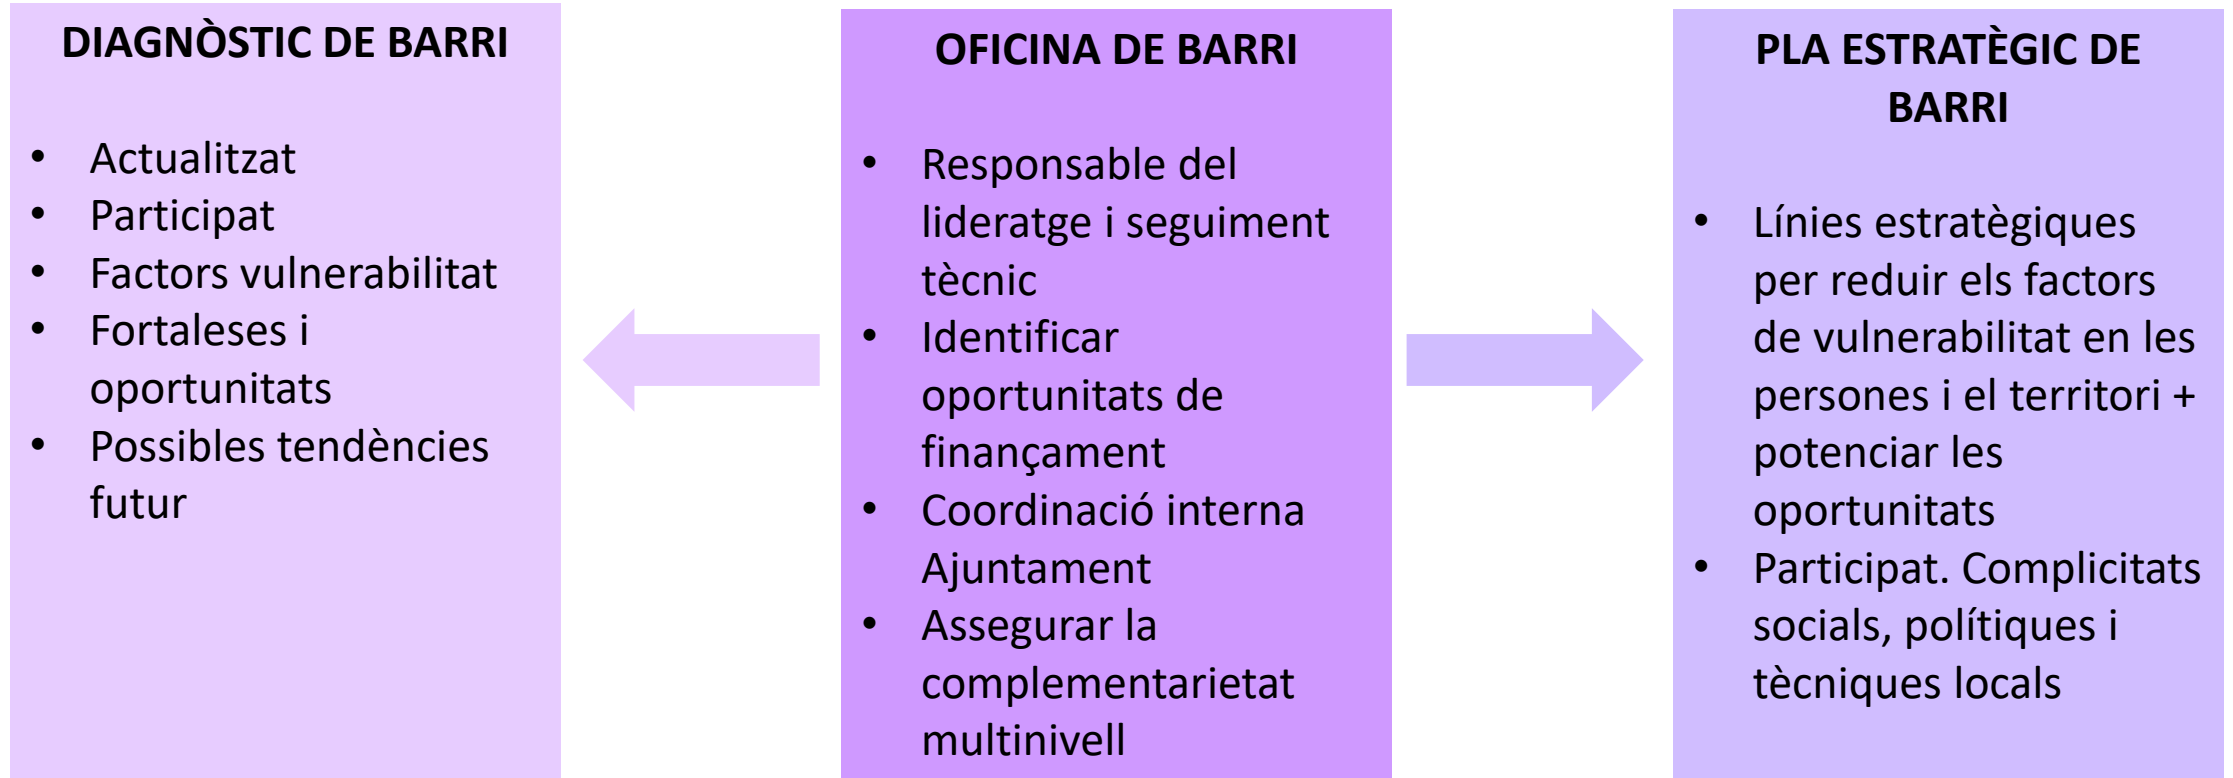 DIAGNÒSTIC DE BARRI
• Actualitzat
• Participat
• Factors vulnerabilitat
• Fortaleses i
oportunitats
• Possibles tendències
futur
OFICINA DE BARRI
• Responsable del
lideratge i seguiment
tècnic
• Identificar
oportunitats de
finançament
• Coordinació interna
Ajuntament
• Assegurar la
complementarietat
multinivell
PLA ESTRATÈGIC DE
BARRI
• Línies estratègiques
per reduir els factors
de vulnerabilitat en les
persones i el territori +
potenciar les
oportunitats
• Participat. Complicitats
socials, polítiques i
tècniques locals